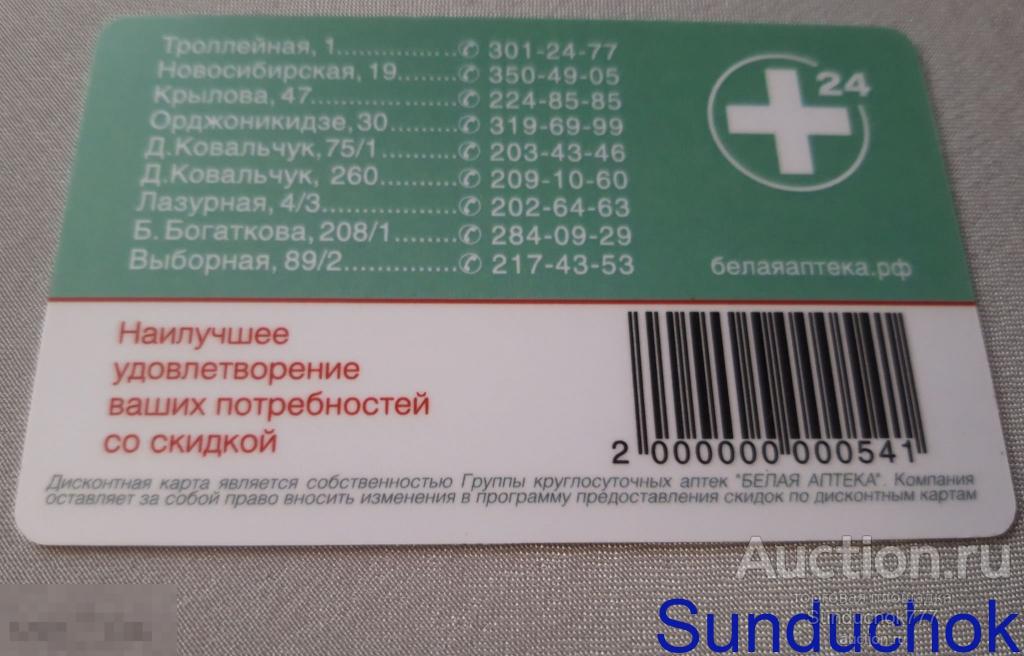 Троллейная, 1..................✆ 301-24-77
Новосибирская, 19.......✆ 350-49-05
Крылова, 47....................✆ 224-85-85
Орджоникидзе,30.........✆ 319-69-99
Д.Ковальчук,75/1..........✆ 203-43-46
Д.Ковальчук, 260..........✆ 209-10-60
Лазурная, 4/3.................✆ 202-64-63
Б.Богаткова,208/1........✆ 284-09-29
Выборная, 89/2..............✆ 217-43-53
24
белаяаптека.рф
Наилучшее
удовлетворение
ваших потребностей
со скидкой
2 000000 000541
Дисконтная карта является собственностью Группы круглосуточных аптек "БЕЛАЯ АПТЕКА". Компания
оставляет за собой право вносить изменения в программу предоставления скидок по дисконтным картам
Auction.ru
торговая площадка
Sunduchok